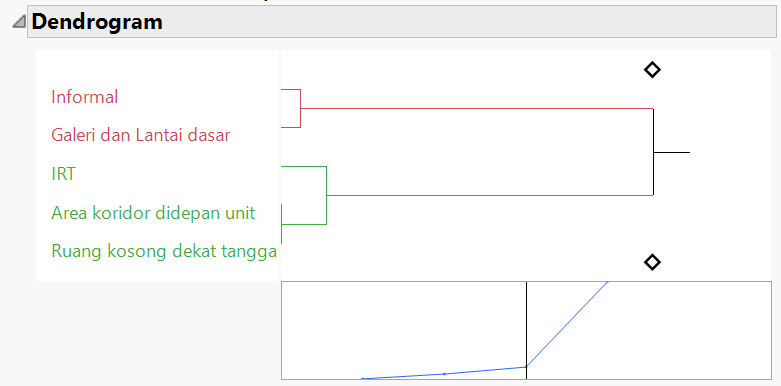 Dendrogram
Informal
Galeri dan Lantai dasar
IRT
Area koridor didepan unit
Ruang kosong dekat tangga